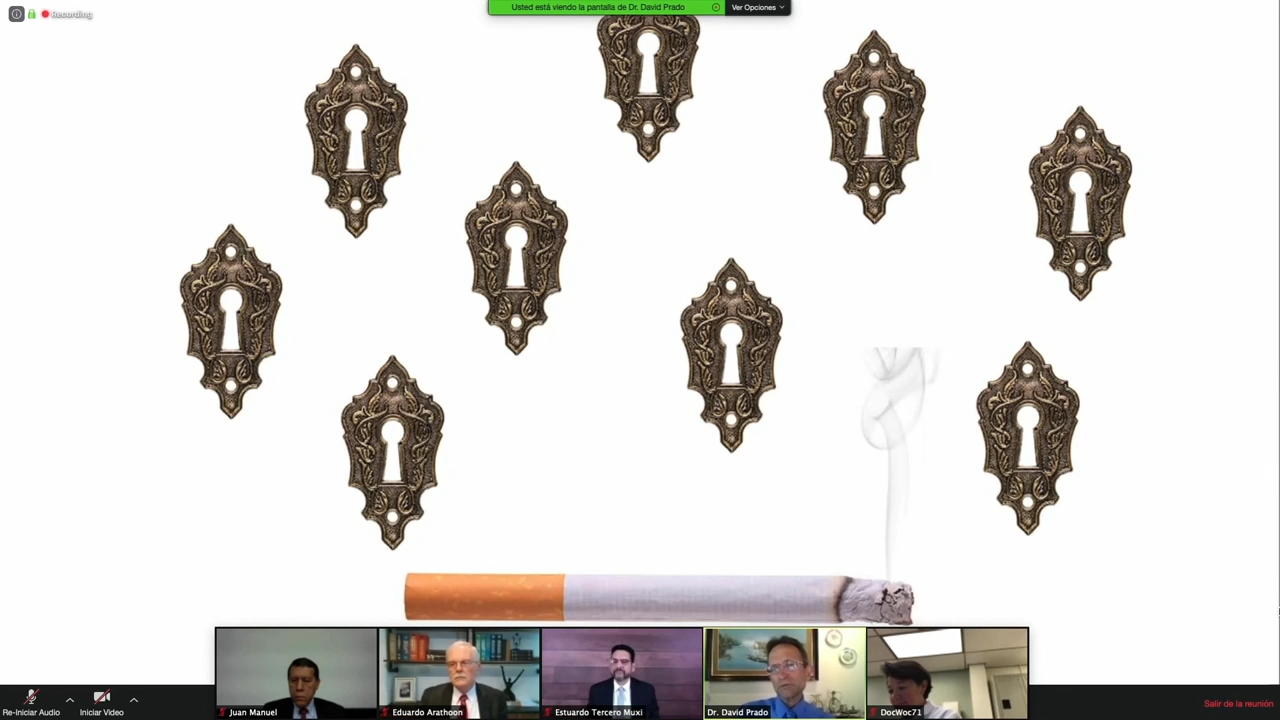 Recording
Usted está viendo la pantalla de Dr. David Prado
Ver Opciones
Juan Manuel
Eduardo Arathoon
Estuardo Tercero Muxi
Dr. David Prado
DocWoc71
Re-Iniciar Audio
Iniciar Video
Salir de la reunión